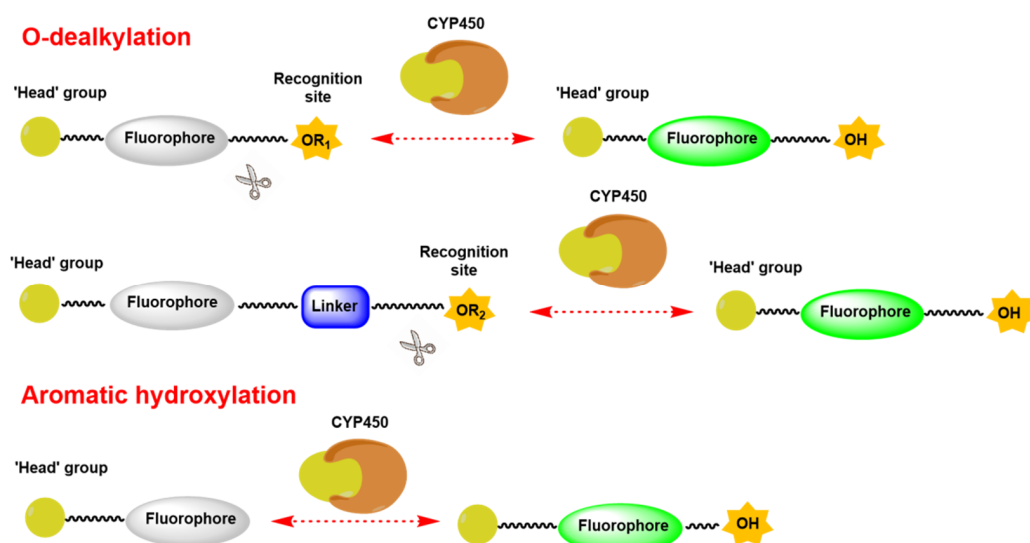 O-dealkylation
CYP450
'Head' group
Fluorophore
Recognition
site
OR₁
'Head' group
Fluorophore
OH
'Head' group
Fluorophore
Linker
Recognition
site
OR₂
CYP450
'Head' group
Fluorophore
OH
Aromatic hydroxylation
CYP450
'Head' group
Fluorophore
Fluorophore
OH